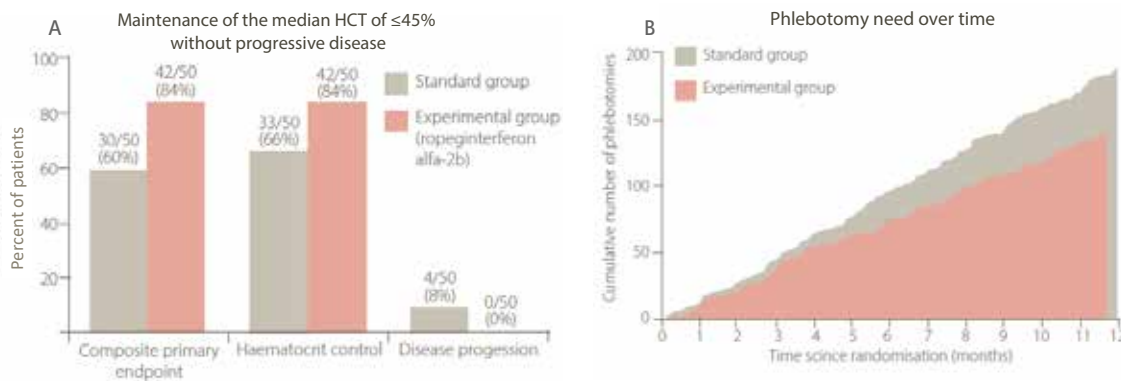 A
Maintenance of the median HCT of ≤45%
without progressive disease
Percent of patients
100
80
60
40
20
30/50
(60%)
42/50
(84%)
33/50
(66%)
42/50
(84%)
4/50
(8%)
0/50
(0%)
Standard group
Experimental group
(ropeginterferon
alfa-2b)
Composite primary
endpoint
Haematocnt control
Disease progession
B
Phlebotomy need over time
Cumulative number of phlebotomies
200
150
100
50
0
Standard group
Experimental group
0 1 2 3 4 5 6 7 8 9 10 11 12
Time scince randomisation (months)